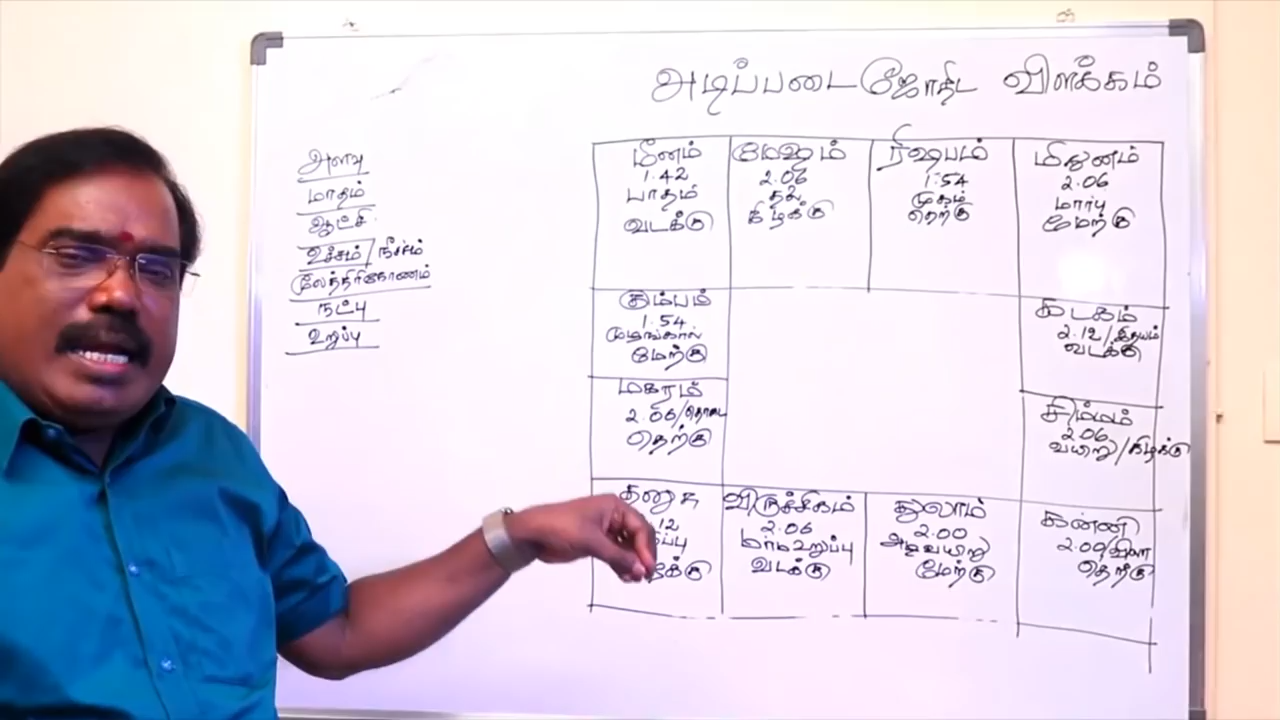 அடிப்படை ஜோதிட விளக்கம்
அளவு
மாதம்
ஆட்சி
உச்சம் / நீச்சம்
மூலத்திரிகோணம்
நட்பு
உறுப்பு
மீனம்
1.42
பாதம்
வடக்கு
மேஷம்
2.06
தலை
கிழக்கு
ரிஷபம்
1.54
முகம்
தெற்கு
மிதுனம்
2.06
மார்பு
மேற்கு
கும்பம்
1.54
முழங்கால்
மேற்கு
கடகம்
2.12/இதயம்
வடக்கு
மகரம்
2.06/தொடை
தெற்கு
சிம்மம்
2.06
வயிறு/கிழக்கு
தனுசு
விருச்சிகம்
2.06
மர்ம உறுப்பு
வடக்கு
துலாம்
2.00
அடிவயிறு
மேற்கு
கன்னி
2.00/
தெற்கு